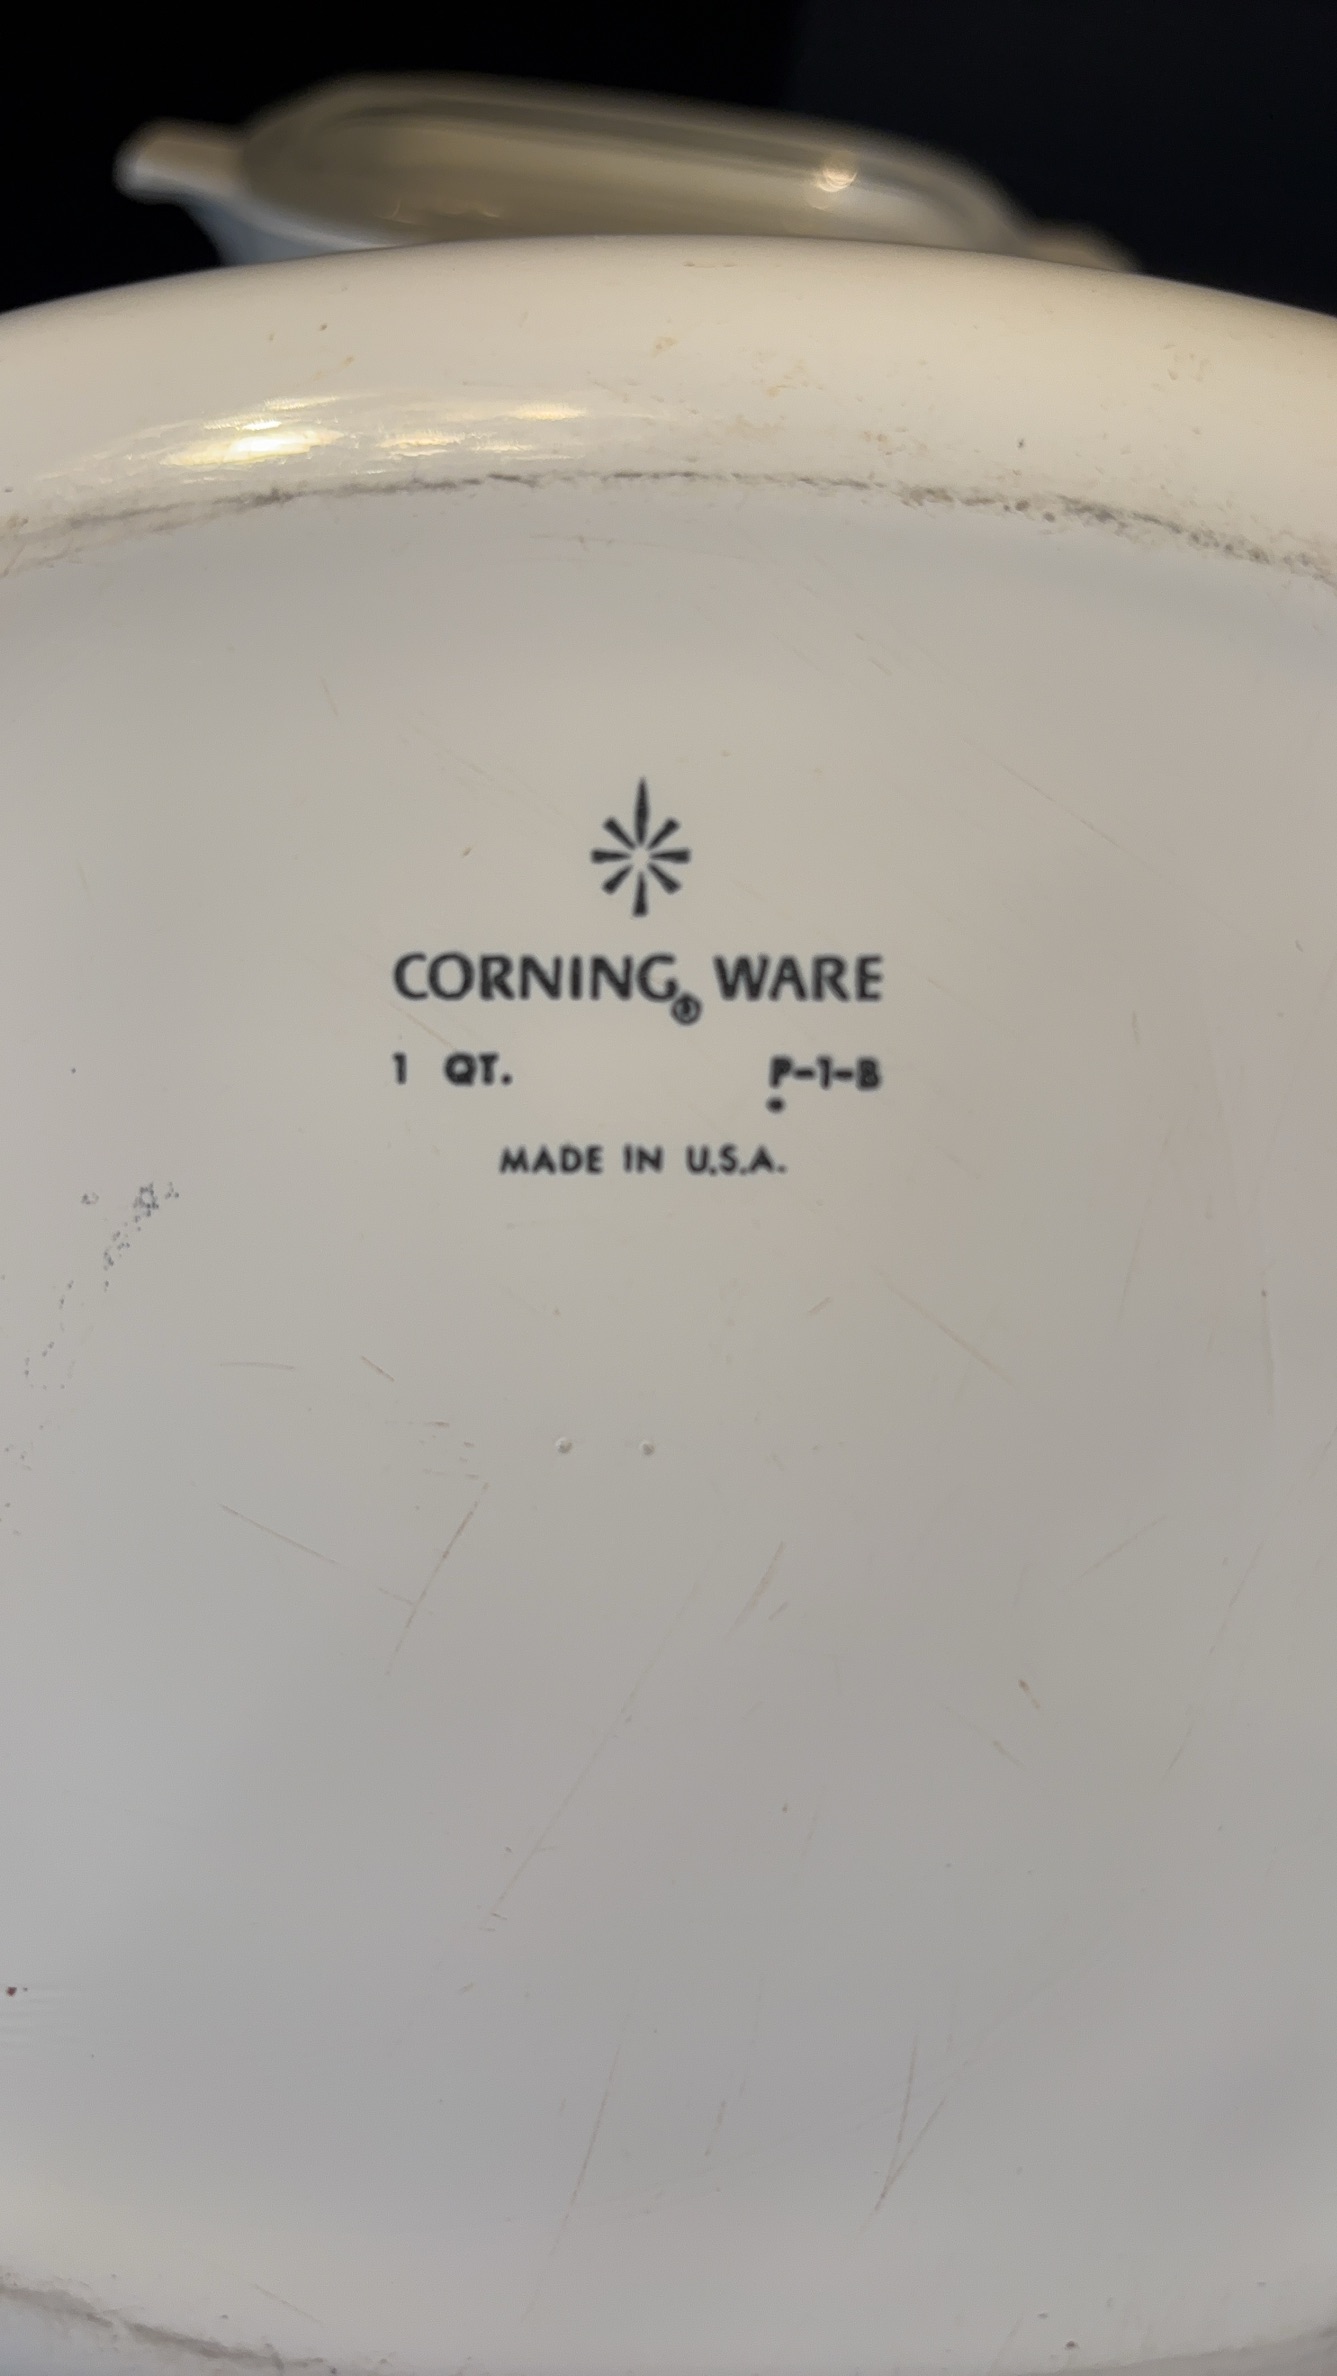 CORNING® WARE
1 QT. P-1-B
MADE IN U.S.A.